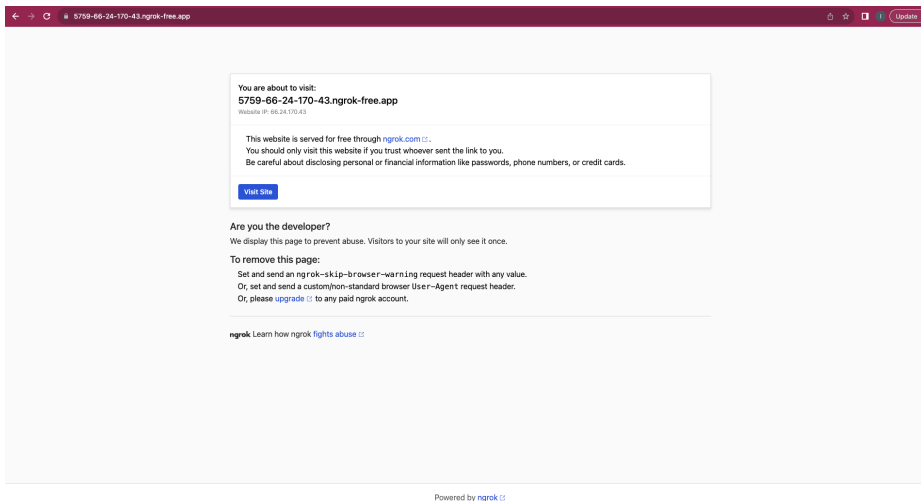 5759-66-24-170-43.ngrok-free.app
Update
You are about to visit:
5759-66-24-170-43.ngrok-free.app
Website IP: 66.24.170.43
This website is served for free through ngrok.com.
You should only visit this website if you trust whoever sent the link to you.
Be careful about disclosing personal or financial information like passwords, phone numbers, or credit cards.
Visit Site
Are you the developer?
We display this page to prevent abuse. Visitors to your site will only see it once.
To remove this page:
Set and send an ngrok-skip-browser-warning request header with any value.
Or, set and send a custom/non-standard browser User-Agent request header.
Or, please upgrade to any paid ngrok account.
ngrok Learn how ngrok fights abuse
Powered by ngrok